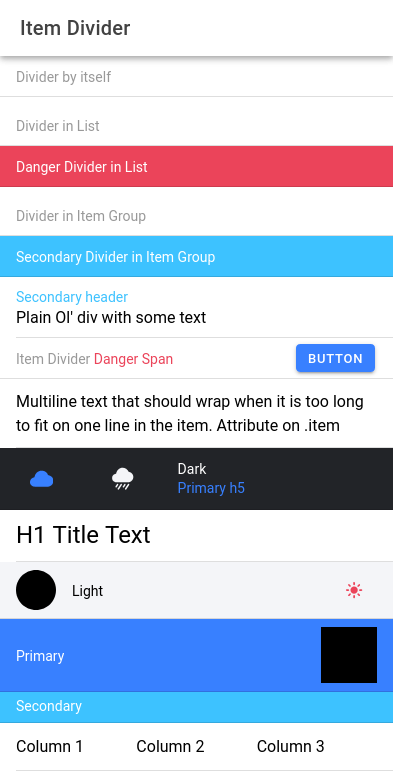 Item Divider
Divider by itself
Divider in List
Danger Divider in List
Divider in Item Group
Secondary Divider in Item Group
Secondary header
Plain Ol' div with some text
Item Divider Danger Span BUTTON
Multiline text that should wrap when it is too long
to fit on one line in the item. Attribute on .item
Dark
Primary h5
H1 Title Text
Light
Primary
Secondary
Column 1 Column 2 Column 3